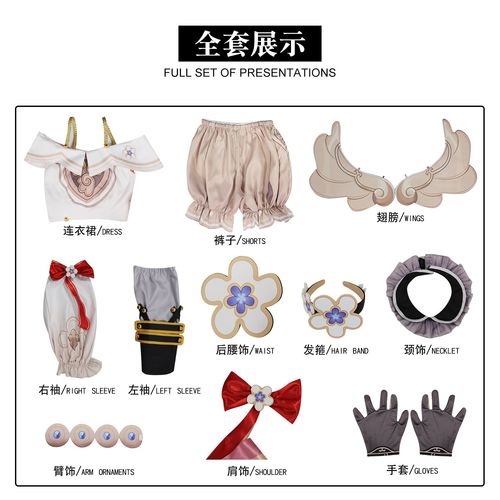 全套展示
FULL SET OF PRESENTATIONS
连衣裙/DRESS
裤子/SHORTS
翅膀/WINGS
右袖/RIGHT SLEEVE
左袖/LEFT SLEEVE
后腰饰/WAIST
发箍/HAIR BAND
颈饰/NECKLET
臂饰/ARM ORNAMENTS
肩饰/SHOULDER
手套/GLOVES